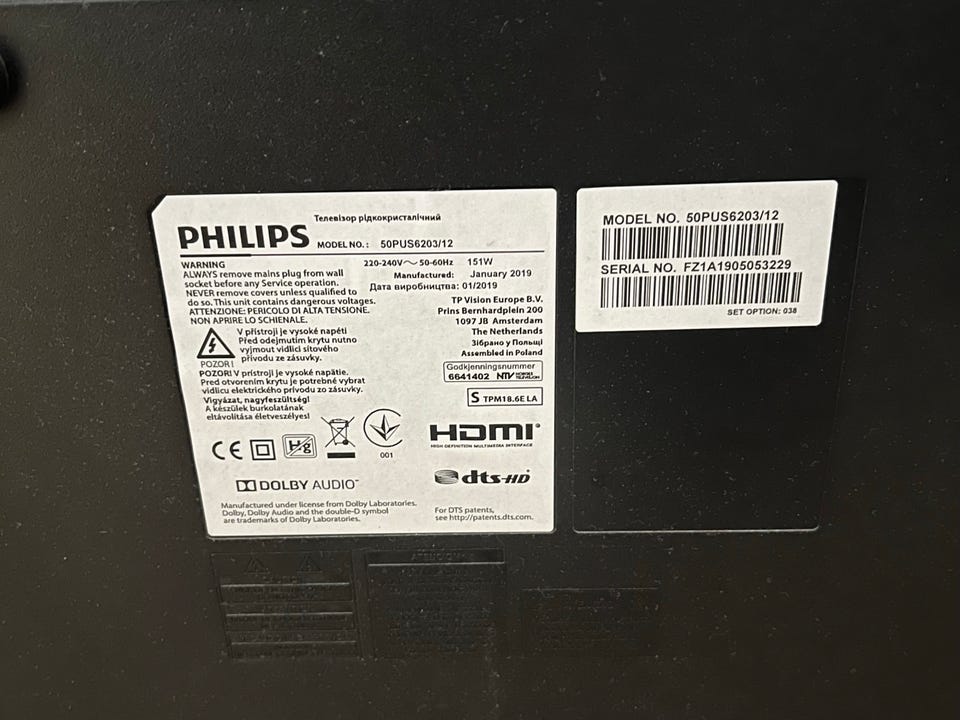 Телевізор рідкокристалічний
PHILIPS MODEL NO.: 50PUS6203/12
WARNING
ALWAYS remove mains plug from wall
socket before any Service operation.
NEVER remove covers unless qualified to
do so. This unit contains dangerous voltages.
ATTENZIONE: PERICOLO DI ALTA TENSIONE.
NON APRIRE LO SCHIENALE.
V přístroji je vysoké napětí
Před odejmutím krytu nutno
vyjmout vidlici síťového
přívodu ze zásuvky.
POZOR!
POZOR! V prístroji je vysoké napätie.
Pred otvorením krytu je potrebné vybrat
vidlicu elektrického prívodu zo zásuvky.
Vigyázat, nagyfeszültség!
A készülék burkolatának
eltávolítása életveszélyes!
220-240V~ 50-60Hz 151W
Manufactured: January 2019
Дата виробництва: 01/2019
TP Vision Europe B.V.
Prins Bernhardplein 200
1097 JB Amsterdam
The Netherlands
Зібрано у Польщі
Assembled in Poland
Godkjenningsnummer
6641402 NTV
S TPM18.6E LA
CE Hg
001
HDMI
HIGH DEFINITION MULTIMEDIA INTERFACE
DOLBY AUDIO™
dts-HD
Manufactured under license from Dolby Laboratories.
Dolby, Dolby Audio and the double-D symbol
are trademarks of Dolby Laboratories.
For DTS patents,
see http://patents.dts.com.
MODEL NO. 50PUS6203/12
SERIAL NO. FZ1A1905053229
SET OPTION: 038